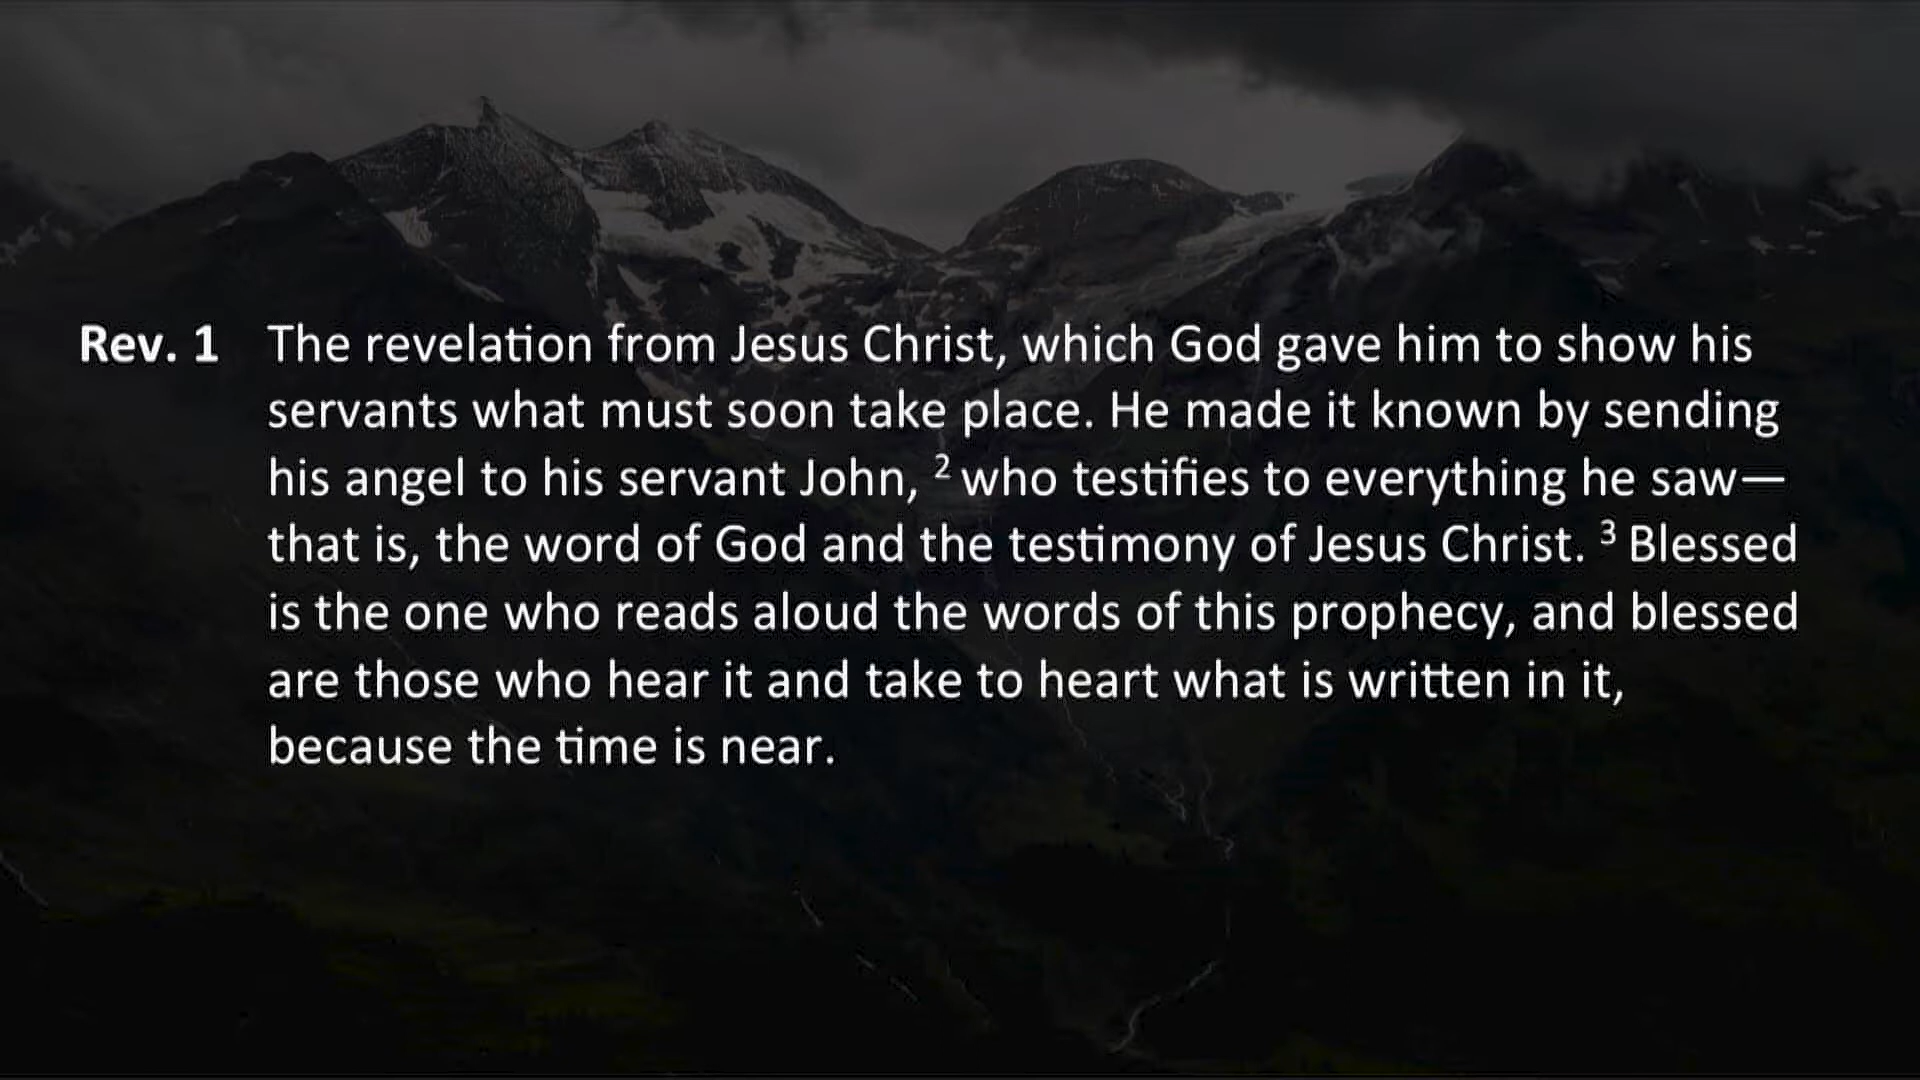 Rev. 1 The revelation from Jesus Christ, which God gave him to show his
servants what must soon take place. He made it known by sending
his angel to his servant John, ² who testifies to everything he saw—
that is, the word of God and the testimony of Jesus Christ. ³ Blessed
is the one who reads aloud the words of this prophecy, and blessed
are those who hear it and take to heart what is written in it,
because the time is near.